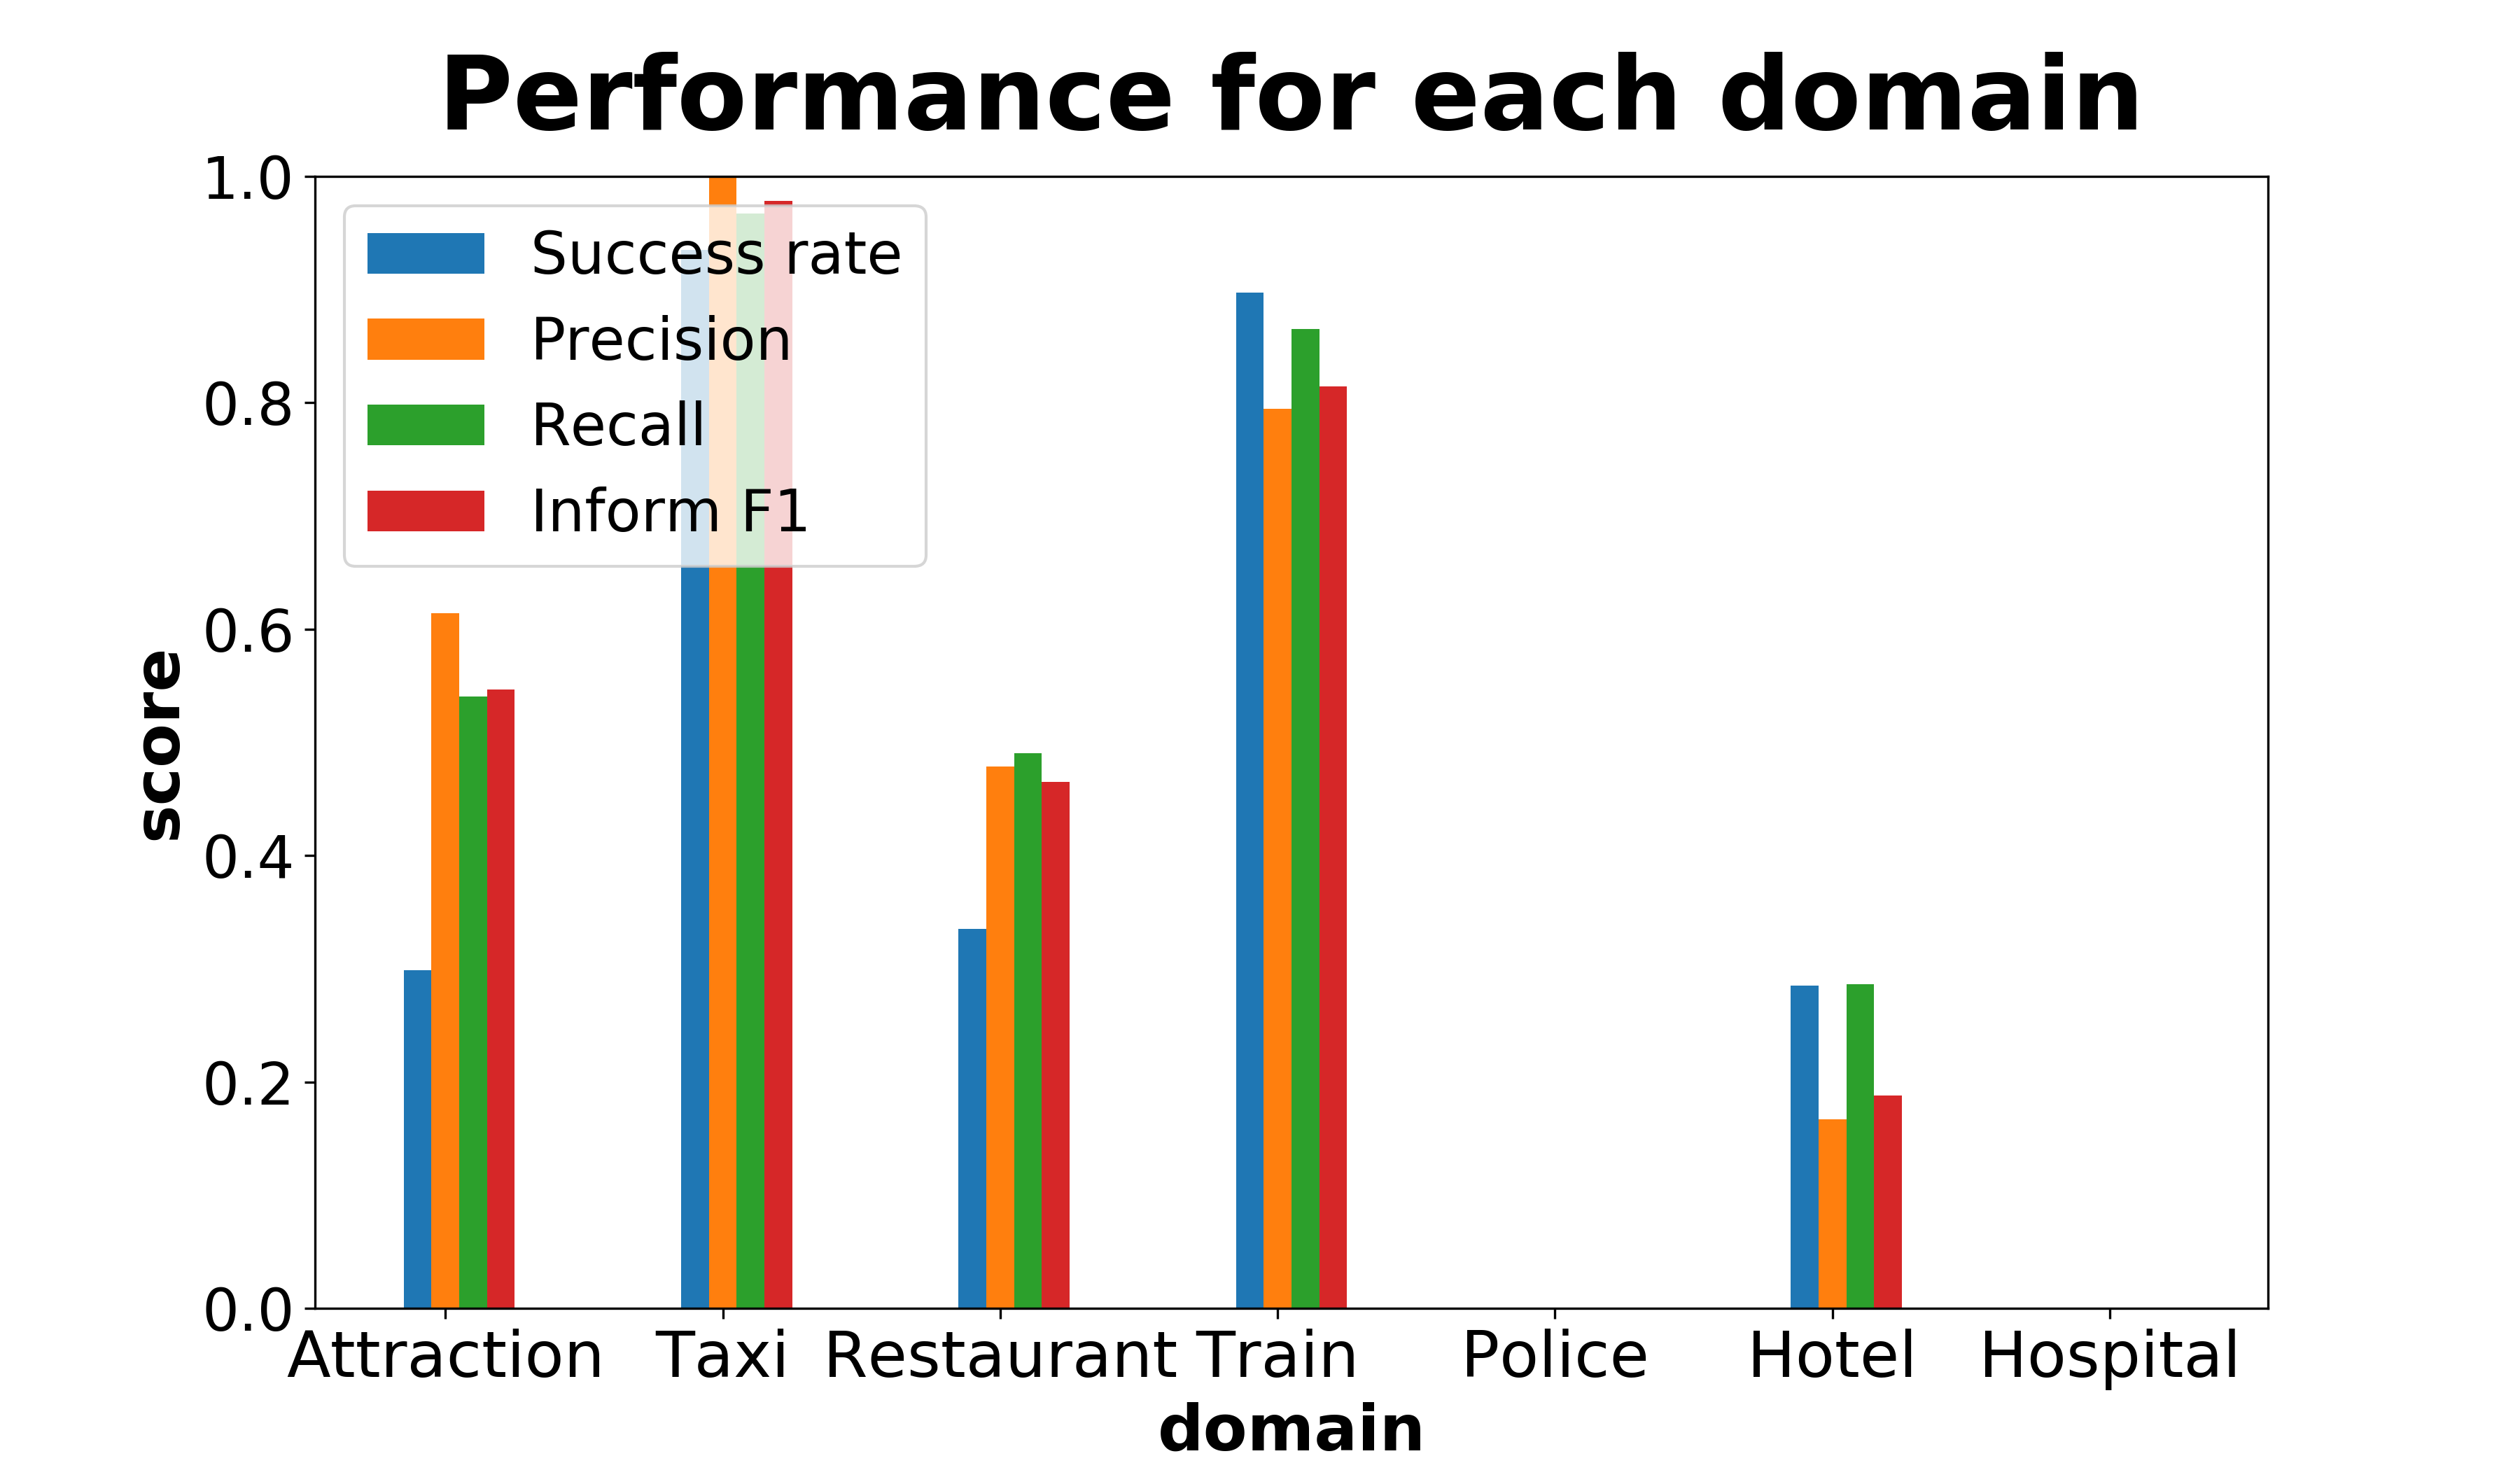 Performance for each domain
1.0
0.8
0.6
0.4
0.2
0.0
score
Success rate
Precision
Recall
Inform F1
Attraction Taxi Restaurant Train Police Hotel Hospital
domain